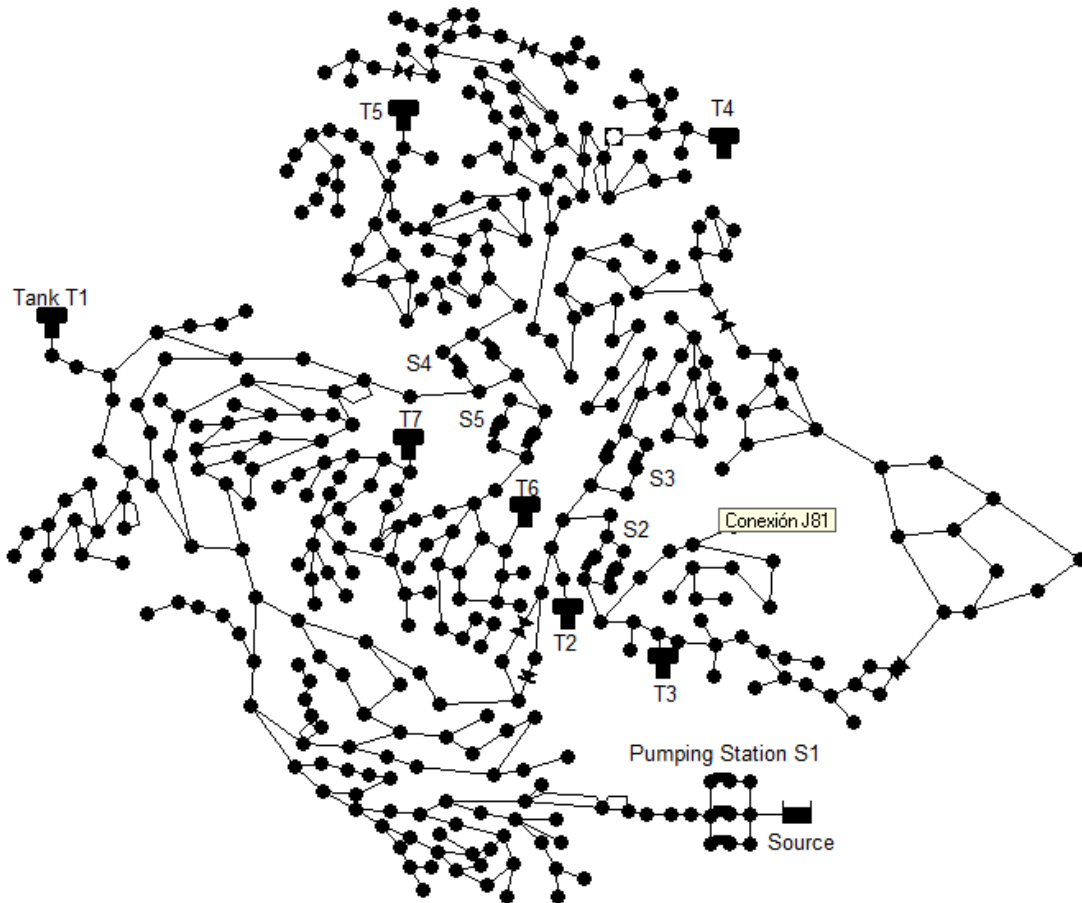 T5
T4
Tank T1
S4
S5
T7
S3
T6
S2
Conexión J81
T2
T3
Pumping Station S1
Source